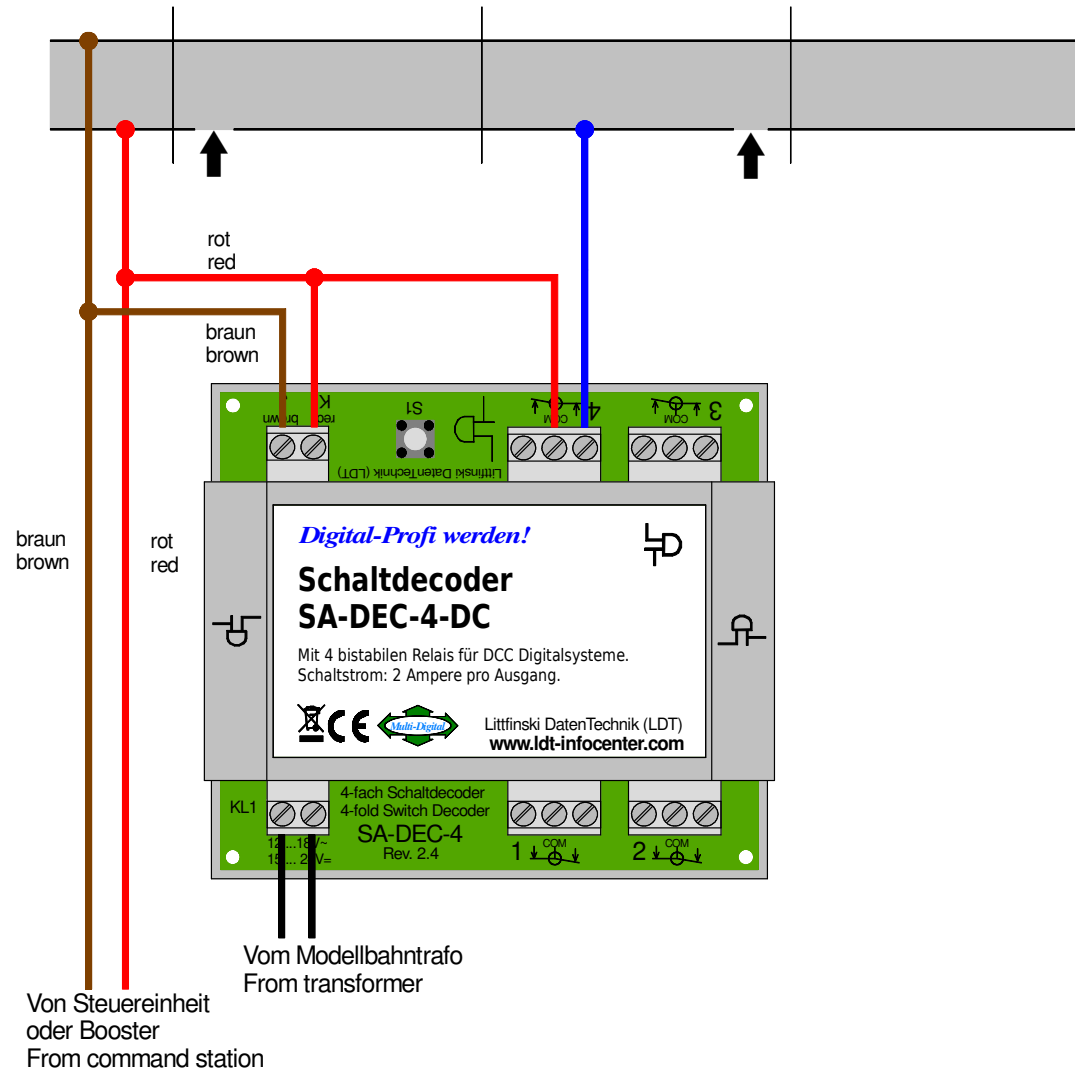 rot
red
braun
brown
brown
red
S1
COM
4
COM
3
Littfinski DatenTechnik (LDT)
braun
brown
rot
red
Digital-Profi werden!
Schaltdecoder
SA-DEC-4-DC
Mit 4 bistabilen Relais für DCC Digitalsysteme.
Schaltstrom: 2 Ampere pro Ausgang.
CE
Multi-Digital
Littfinski DatenTechnik (LDT)
www.ldt-infocenter.com
KL1
4-fach Schaltdecoder
4-fold Switch Decoder
SA-DEC-4
Rev. 2.4
1 COM
2 COM
Vom Modellbahntrafo
From transformer
Von Steuereinheit
oder Booster
From command station